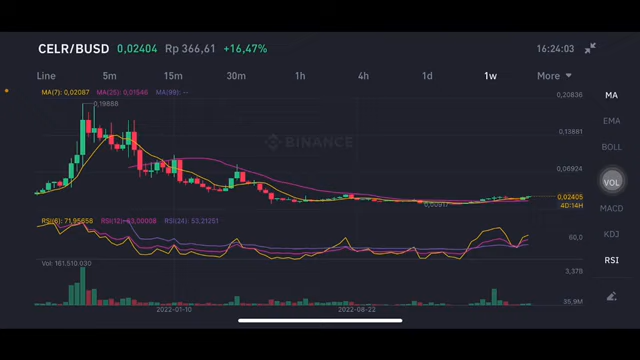 CELR/BUSD 0,02404 Rp 366,61 +16,47% 16:24:03
Line 5m 15m 30m 1h 4h 1d 1w More
MA(7): 0,02087 MA(25): 0,01546 MA(99): --
0,20836
0,19888
MA
EMA
0,13881
BINANCE
BOLL
0,06924
VOL
0,02405
4D:14H
0,00917
MACD
RSI(6): 71,95658 RSI(12): 63,00008 RSI(24): 53,21251
KDJ
60,0
RSI
Vol: 161.510.030
3,37B
35,9M
2022-01-10 2022-08-22